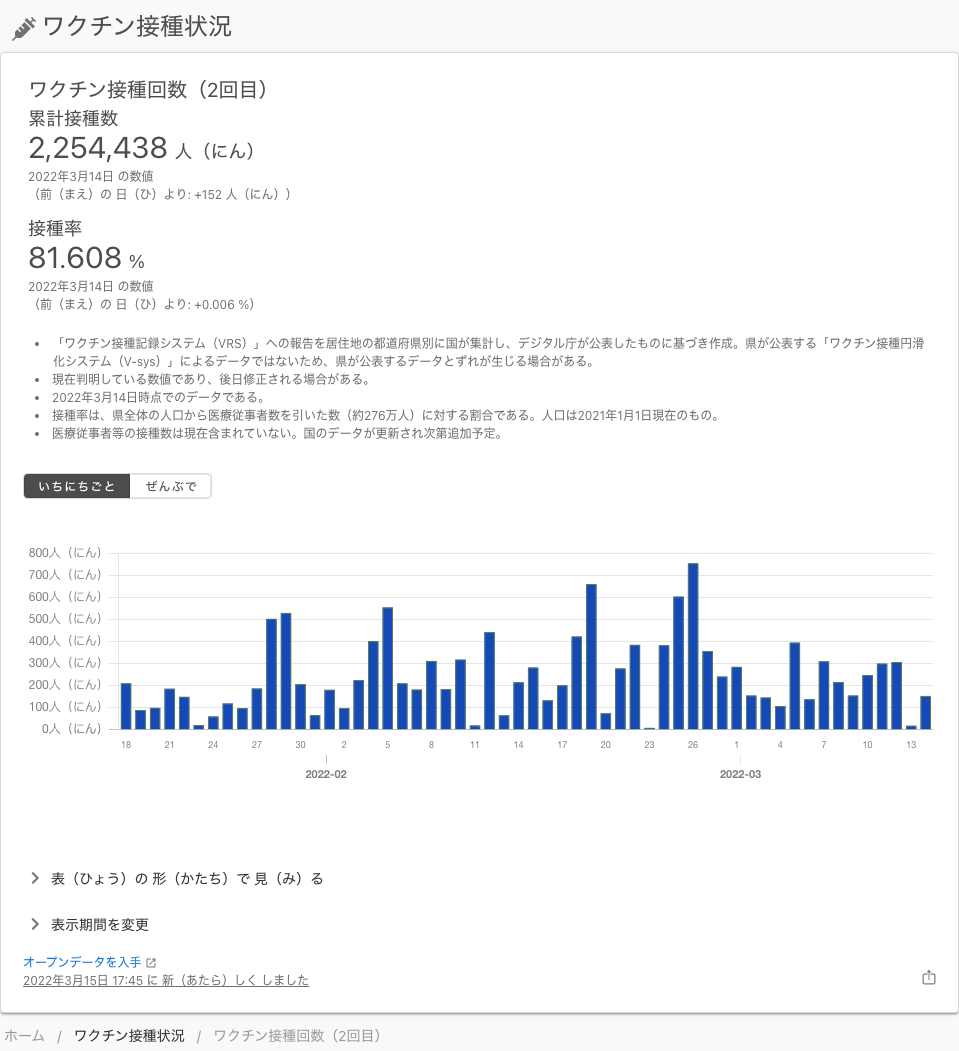 ワクチン接種状況
ワクチン接種回数（2回目）
累計接種数
2,254,438 人（にん）
2022年3月14日 の数値
（前（まえ）の 日（ひ）より: +152 人（にん））
接種率
81.608 %
2022年3月14日 の数値
（前（まえ）の 日（ひ）より: +0.006 %）
「ワクチン接種記録システム（VRS）」への報告を居住地の都道府県別に国が集計し、デジタル庁が公表したものに基づき作成。県が公表する「ワクチン接種円滑
化システム（V-sys）」によるデータではないため、県が公表するデータとずれが生じる場合がある。
現在判明している数値であり、後日修正される場合がある。
2022年3月14日時点でのデータである。
接種率は、県全体の人口から医療従事者数を引いた数（約276万人）に対する割合である。人口は2021年1月1日現在のもの。
医療従事者等の接種数は現在含まれていない。国のデータが更新され次第追加予定。
いちにちごと ぜんぶで
800人（にん）
700人（にん）
600人（にん）
500人（にん）
400人（にん）
300人（にん）
200人（にん）
100人（にん）
0人（にん）
18 21 24 27 30 2 5 8 11 14 17 20 23 26 1 4 7 10 13
2022-02 2022-03
表（ひょう）の 形（かたち）で 見（み）る
表示期間を変更
オープンデータを入手
2022年3月15日 17:45 に 新（あたら）しく しました
ホーム / ワクチン接種状況 / ワクチン接種回数（2回目）